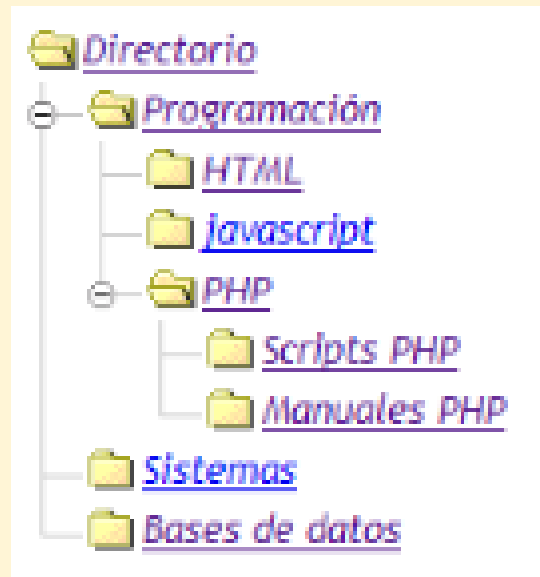 Directorio
Programación
HTML
Javascript
PHP
Scripts PHP
Manuales PHP
Sistemas
Bases de datos